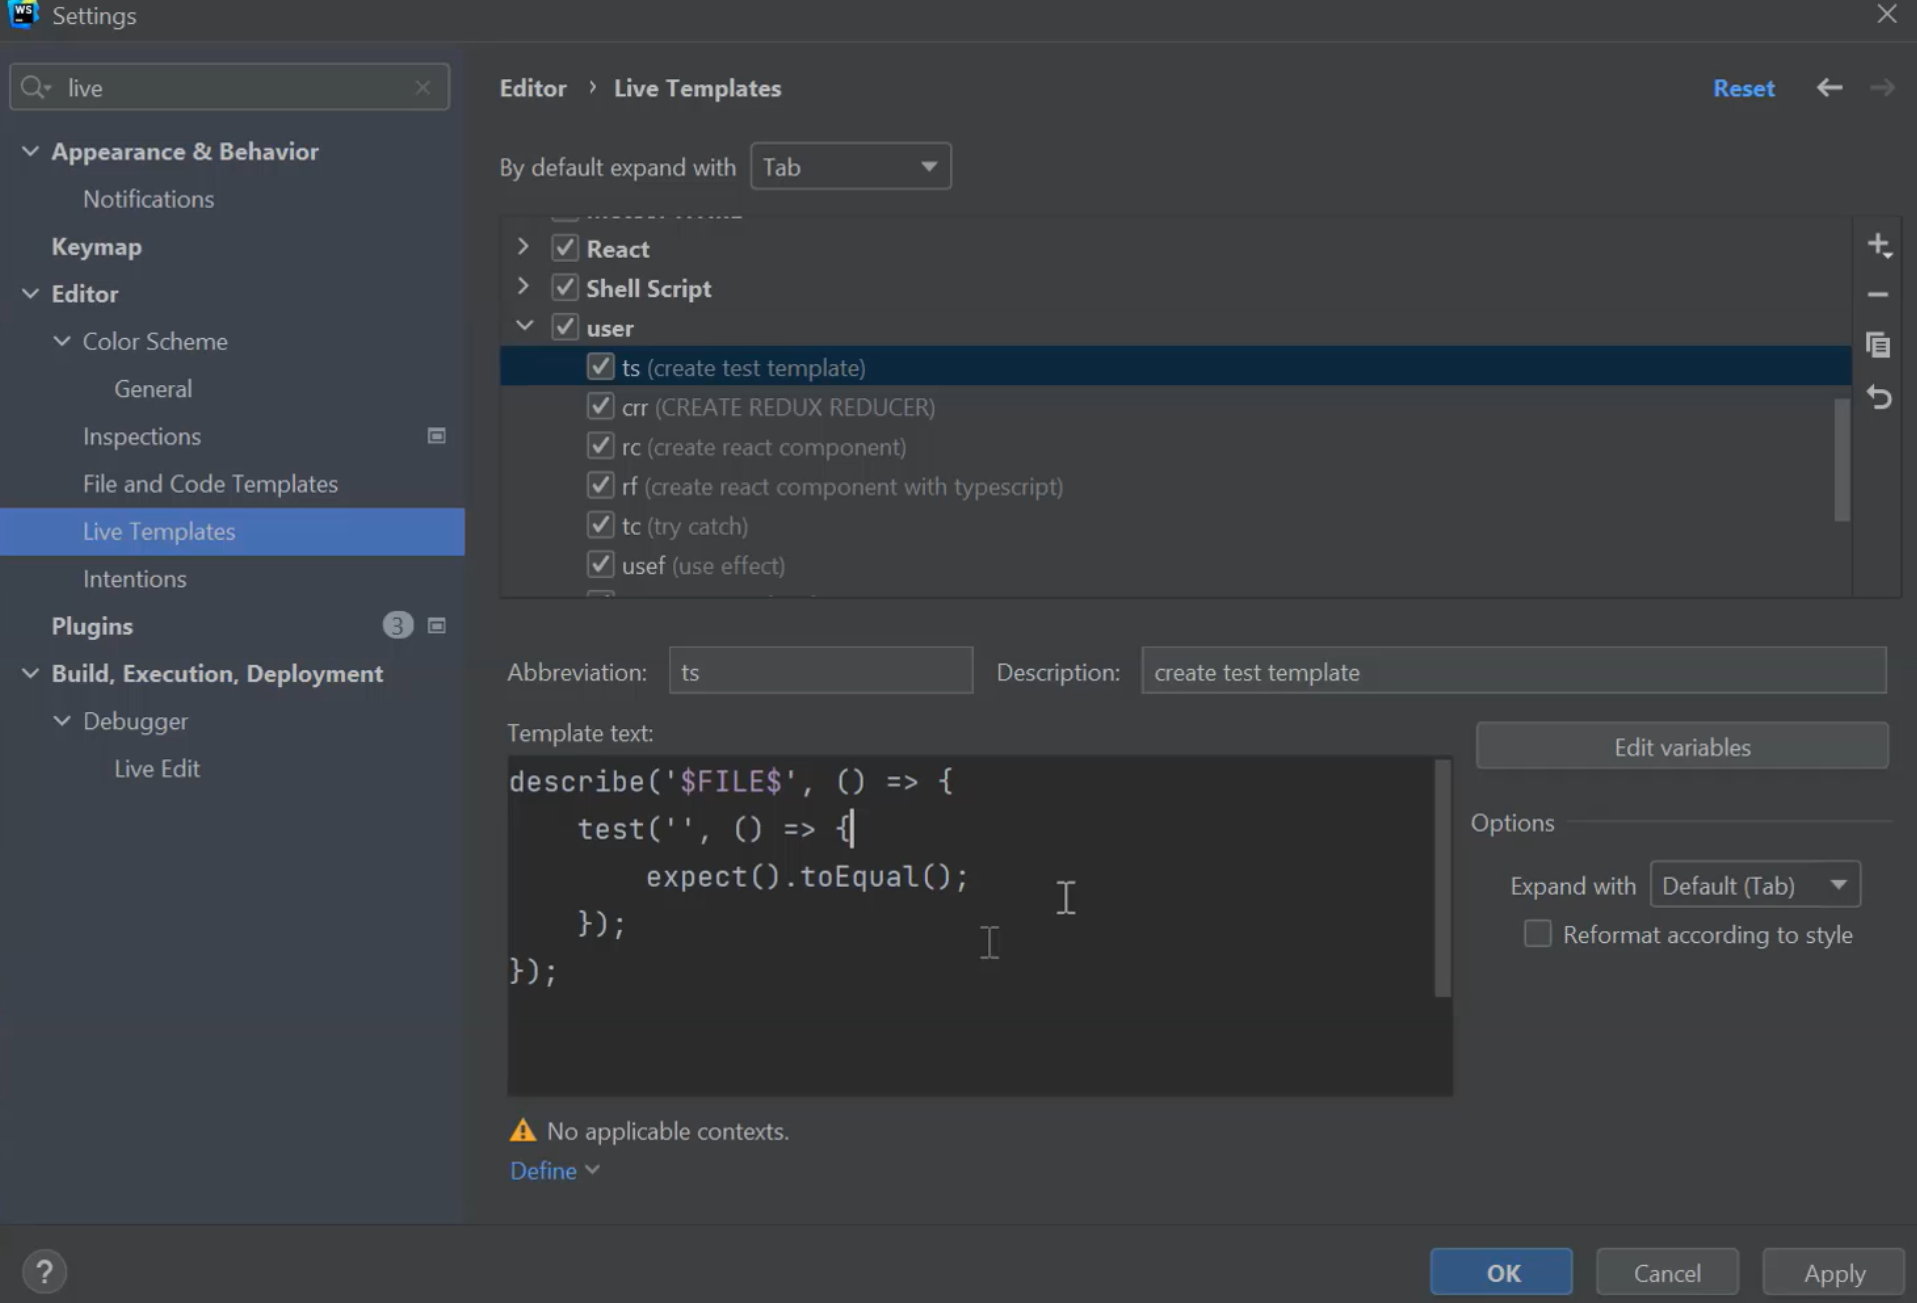 WS Settings
live
Appearance & Behavior
Notifications
Keymap
Editor
Color Scheme
General
Inspections
File and Code Templates
Live Templates
Intentions
Plugins 3
Build, Execution, Deployment
Debugger
Live Edit
Editor › Live Templates
Reset
By default expand with Tab
React
Shell Script
user
ts (create test template)
crr (CREATE REDUX REDUCER)
rc (create react component)
rf (create react component with typescript)
tc (try catch)
usef (use effect)
Abbreviation: ts Description: create test template
Template text:
Edit variables
describe('$FILE$', () => {
    test('', () => {
        expect().toEqual();
    });
});
Options
Expand with Default (Tab)
Reformat according to style
No applicable contexts.
Define
?
OK Cancel Apply